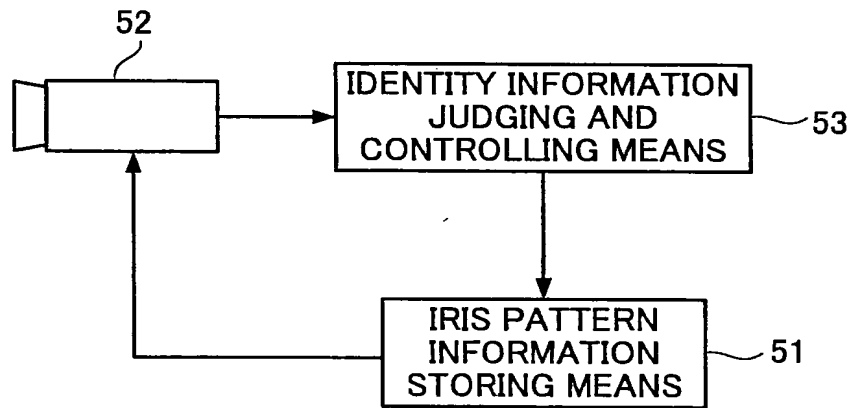 52
IDENTITY INFORMATION
JUDGING AND
CONTROLLING MEANS
53
IRIS PATTERN
INFORMATION
STORING MEANS
51